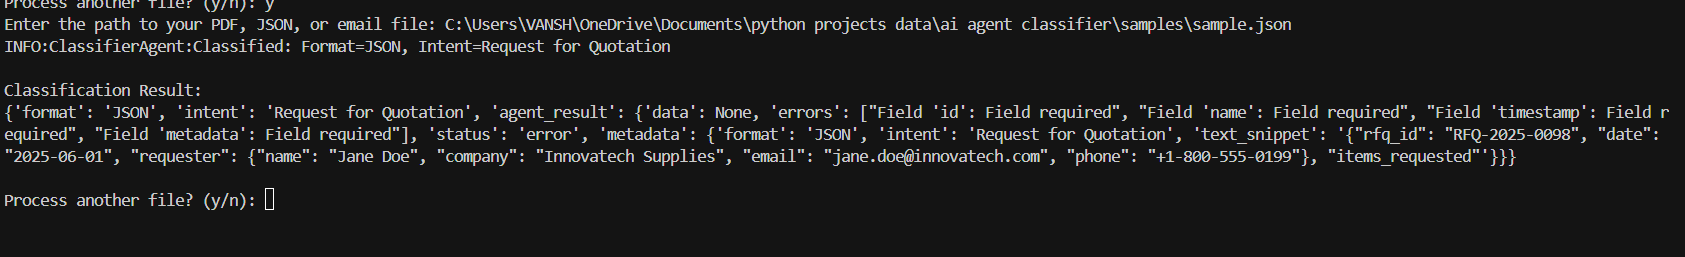 Process another file? (y/n): y
Enter the path to your PDF, JSON, or email file: C:\Users\VANSH\OneDrive\Documents\python projects data\ai agent classifier\samples\sample.json
INFO:ClassifierAgent:Classified: Format=JSON, Intent=Request for Quotation
Classification Result:
{'format': 'JSON', 'intent': 'Request for Quotation', 'agent_result': {'data': None, 'errors': ["Field 'id': Field required", "Field 'name': Field required", "Field 'timestamp': Field r
equired", "Field 'metadata': Field required"], 'status': 'error', 'metadata': {'format': 'JSON', 'intent': 'Request for Quotation', 'text_snippet': '{"rfq_id": "RFQ-2025-0098", "date":
"2025-06-01", "requester": {"name": "Jane Doe", "company": "Innovatech Supplies", "email": "jane.doe@innovatech.com", "phone": "+1-800-555-0199"}, "items_requested"'}}}
Process another file? (y/n):